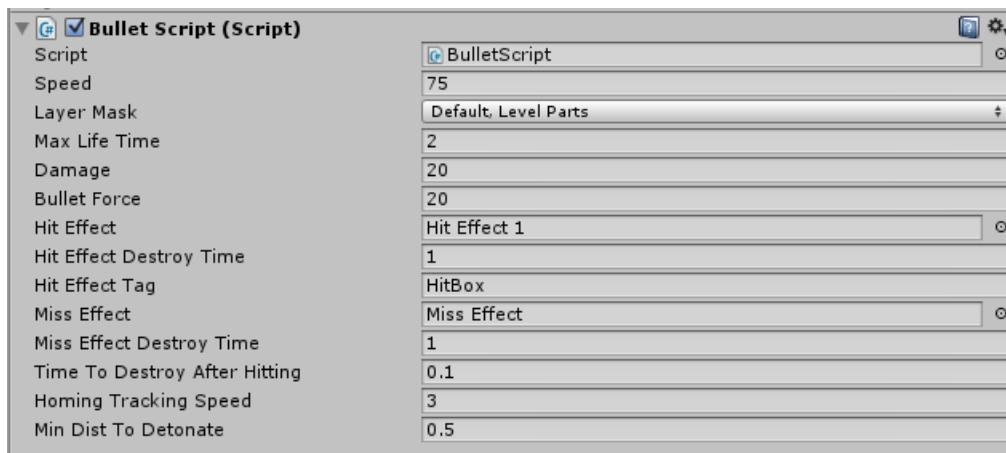 Bullet Script (Script)
Script BulletScript
Speed 75
Layer Mask Default, Level Parts
Max Life Time 2
Damage 20
Bullet Force 20
Hit Effect Hit Effect 1
Hit Effect Destroy Time 1
Hit Effect Tag HitBox
Miss Effect Miss Effect
Miss Effect Destroy Time 1
Time To Destroy After Hitting 0.1
Homing Tracking Speed 3
Min Dist To Detonate 0.5